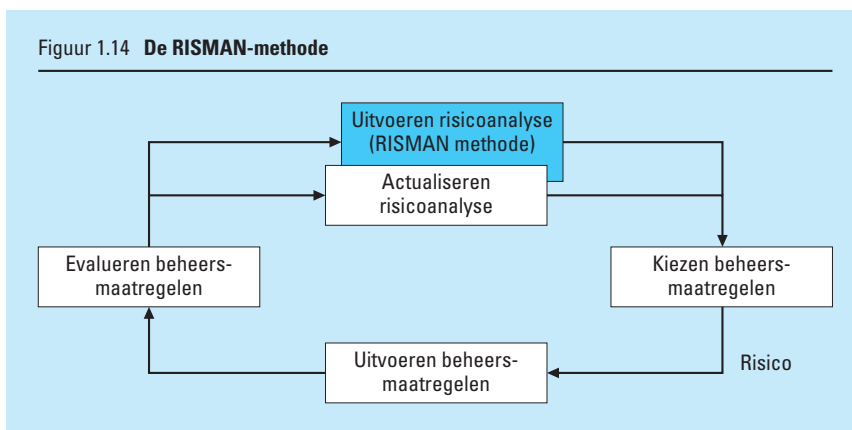 Figuur 1.14 De RISMAN-methode
Uitvoeren risicoanalyse
(RISMAN methode)
Actualiseren
risicoanalyse
Evalueren beheers-
maatregelen
Kiezen beheers-
maatregelen
Uitvoeren beheers-
maatregelen
Risico